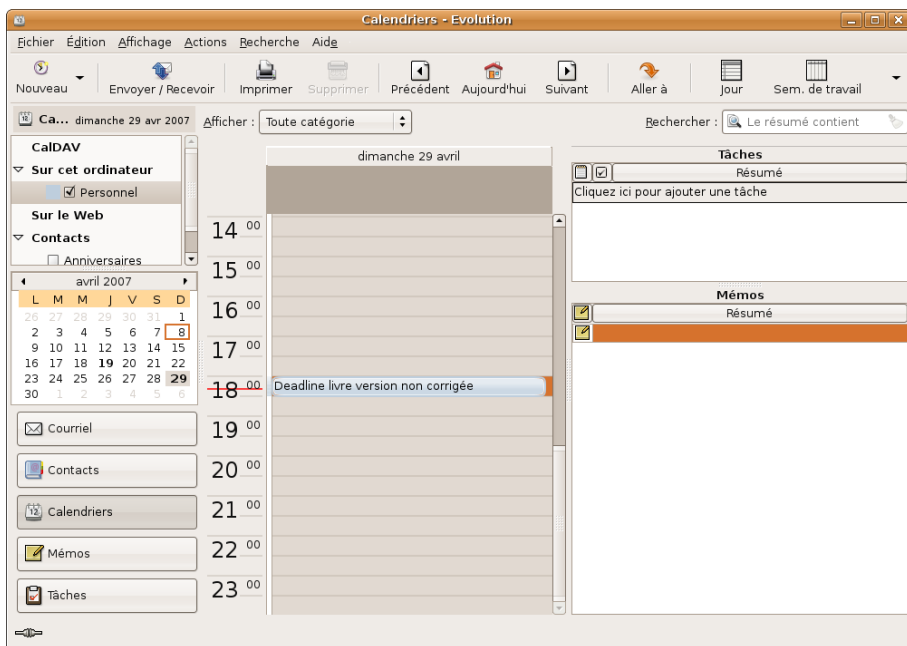 Calendriers - Evolution
Fichier Édition Affichage Actions Recherche Aide
Nouveau Envoyer / Recevoir Imprimer Supprimer Précédent Aujourd'hui Suivant Aller à Jour Sem. de travail
Ca... dimanche 29 avr 2007 Afficher : Toute catégorie Rechercher : Le résumé contient
CalDAV
Sur cet ordinateur
Personnel
Sur le Web
Contacts
Anniversaires
avril 2007
L M M J V S D
26 27 28 29 30 31 1
2 3 4 5 6 7 8
9 10 11 12 13 14 15
16 17 18 19 20 21 22
23 24 25 26 27 28 29
30 1 2 3 4 5 6
Courriel
Contacts
12 Calendriers
Mémos
Tâches
dimanche 29 avril
14 00
15 00
16 00
17 00
18 00 Deadline livre version non corrigée
19 00
20 00
21 00
22 00
23 00
Tâches
Résumé
Cliquez ici pour ajouter une tâche
Mémos
Résumé